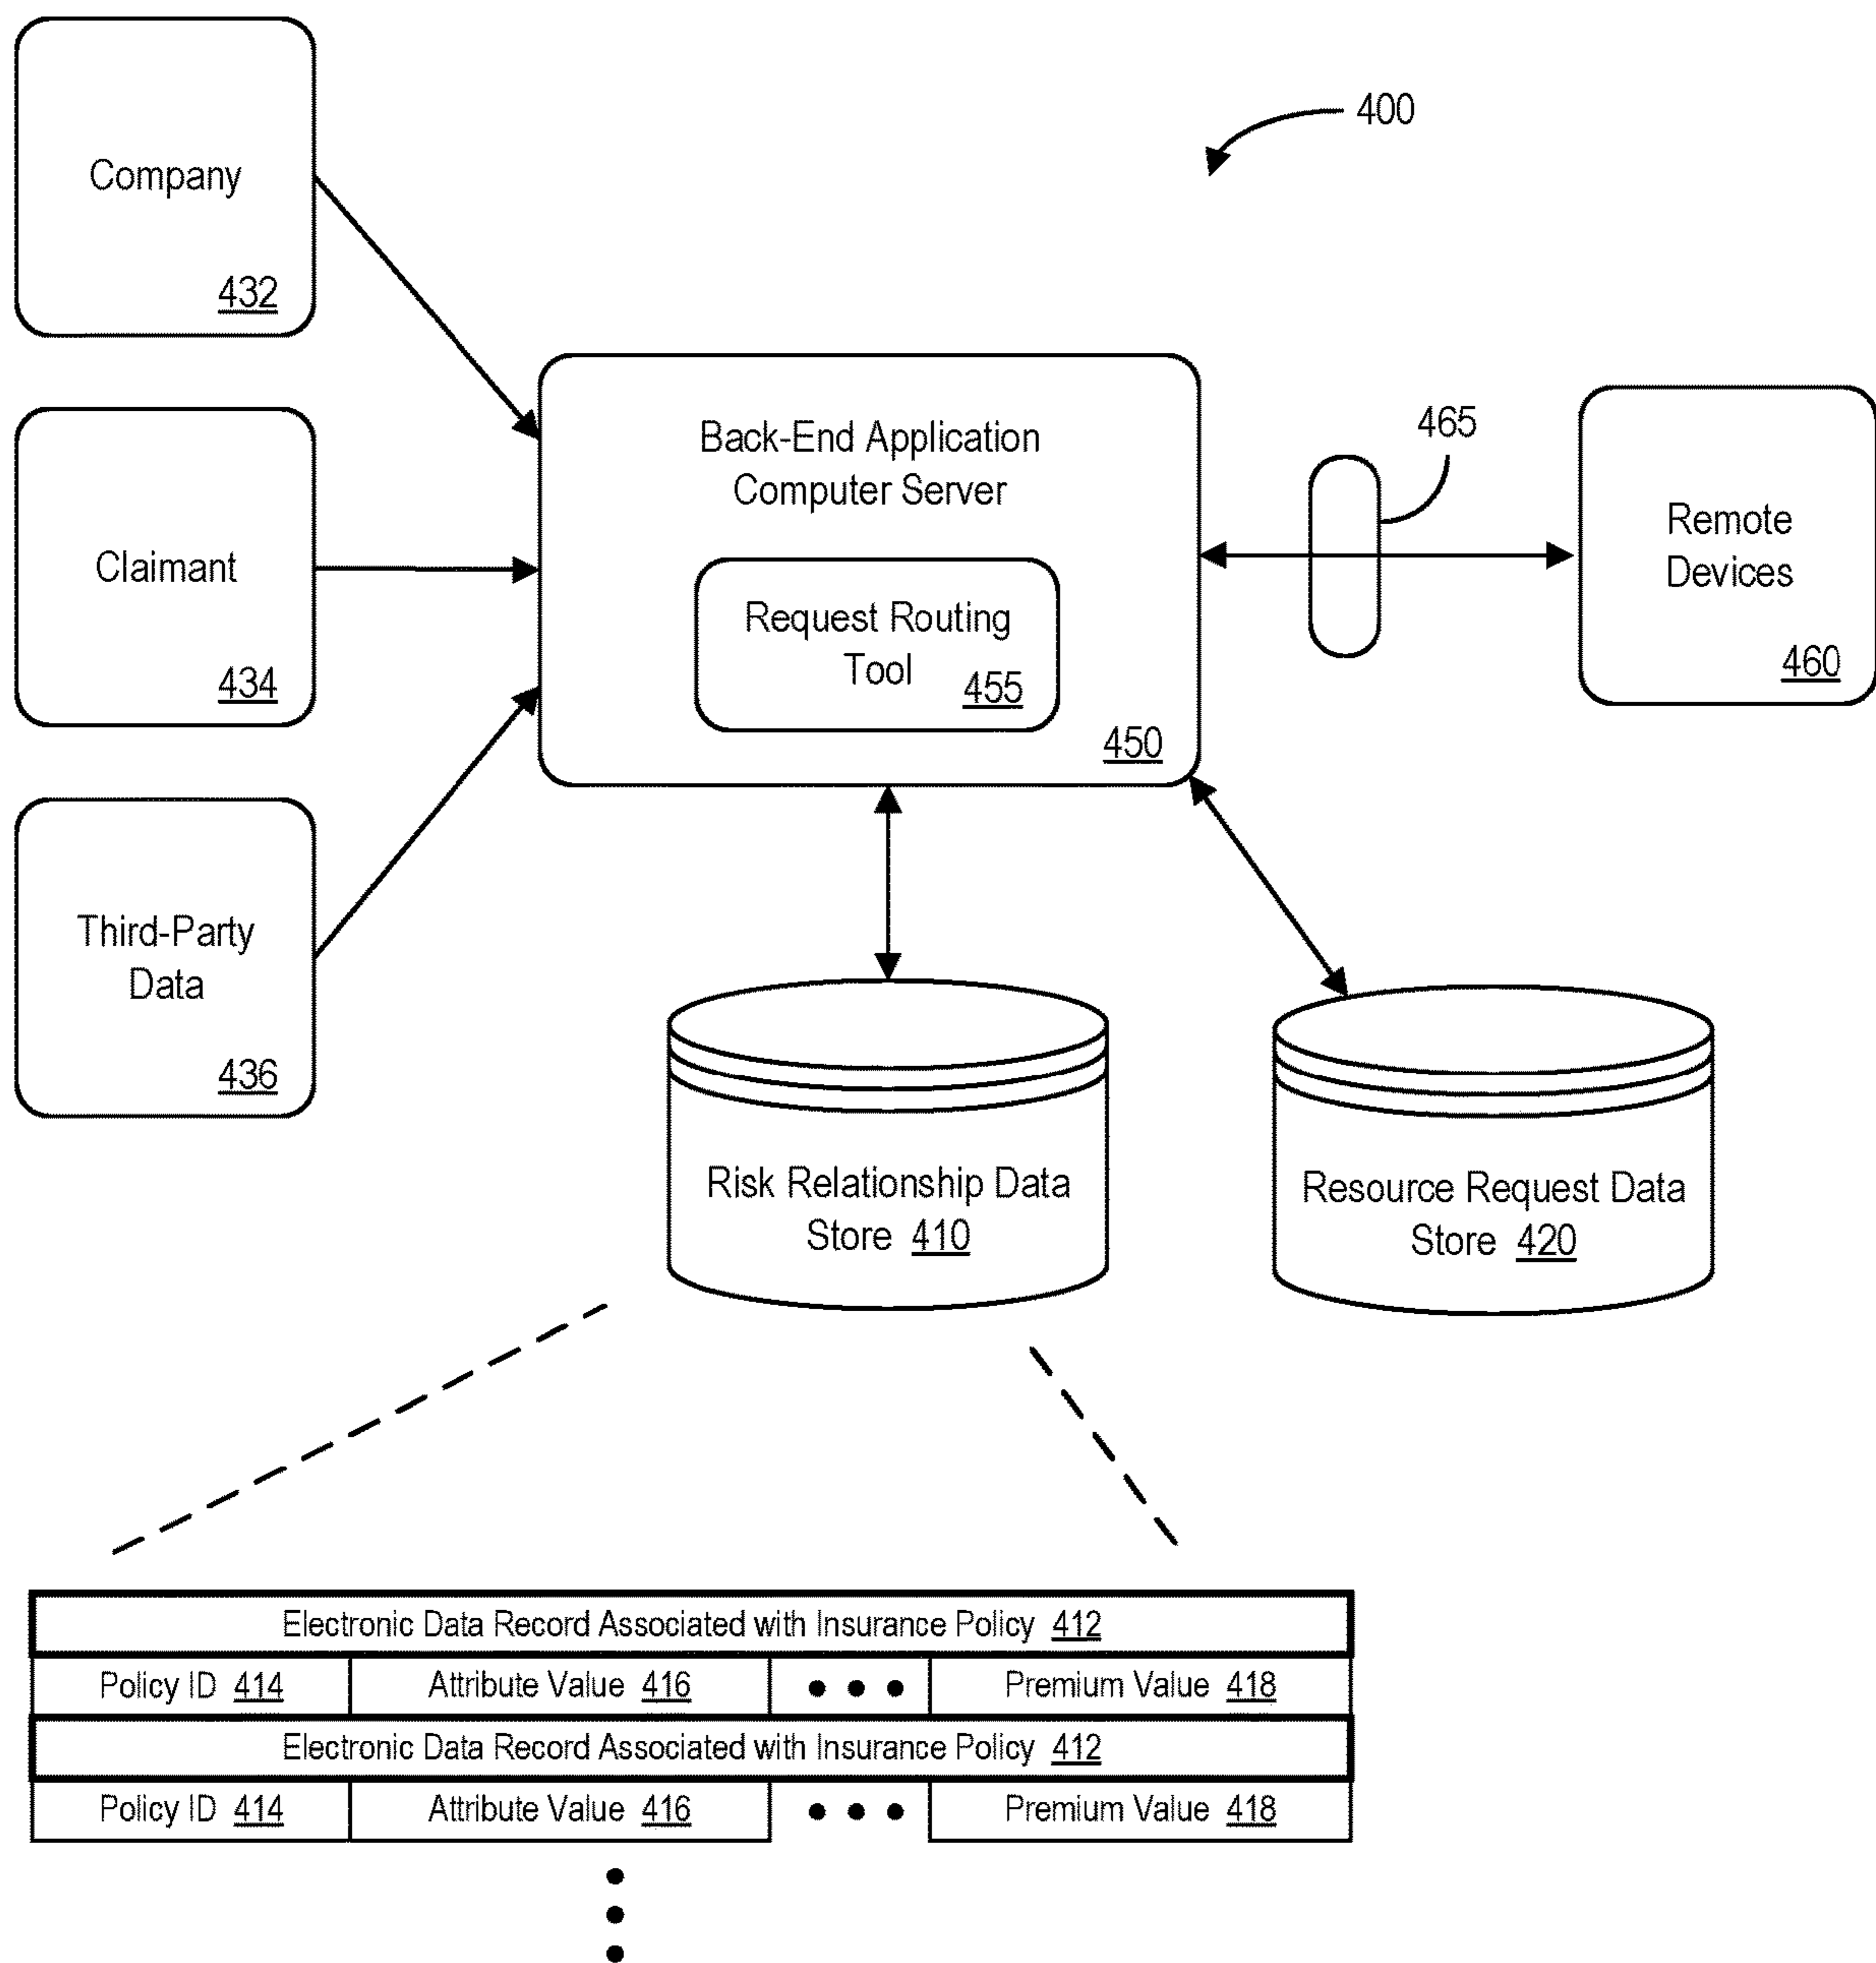 400
Company
432
Claimant
434
Third-Party
Data
436
Back-End Application
Computer Server
Request Routing
Tool 455
450
465
Remote
Devices
460
Risk Relationship Data
Store 410
Resource Request Data
Store 420
Electronic Data Record Associated with Insurance Policy 412
Policy ID 414 Attribute Value 416 ● ● ● Premium Value 418
Electronic Data Record Associated with Insurance Policy 412
Policy ID 414 Attribute Value 416 ● ● ● Premium Value 418